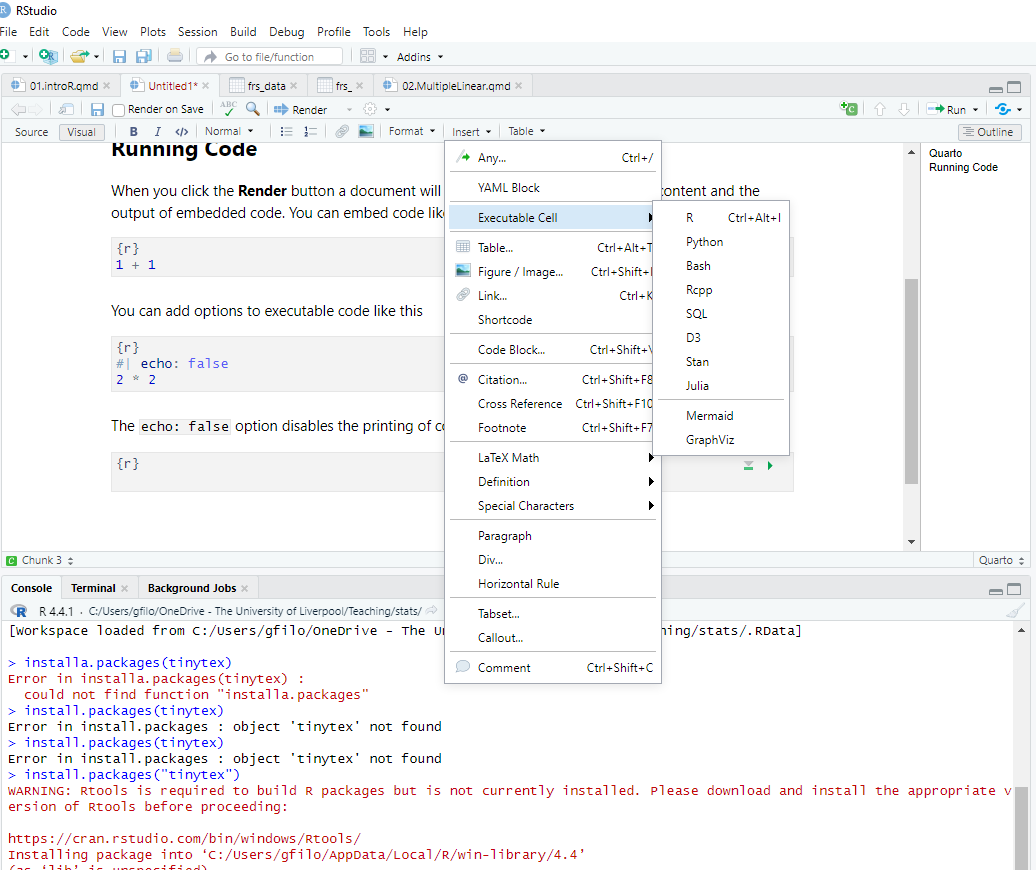 RStudio
File Edit Code View Plots Session Build Debug Profile Tools Help
Go to file/function Addins
01.introR.qmd Untitled1* frs_data frs_ 02.MultipleLinear.qmd
Render on Save ABC Render Run
Source Visual B I </> Normal Format Insert Table Outline
Running Code
When you click the Render button a document will
content and the
output of embedded code. You can embed code like
{r}
1 + 1
You can add options to executable code like this
{r}
#| echo: false
2 * 2
The echo: false option disables the printing of
{r}
Any... Ctrl+/
YAML Block
Executable Cell
Table... Ctrl+Alt+T
Figure / Image... Ctrl+Shift+I
Link... Ctrl+K
Shortcode
Code Block... Ctrl+Shift+\
Citation... Ctrl+Shift+F8
Cross Reference Ctrl+Shift+F10
Footnote Ctrl+Shift+F7
LaTeX Math
Definition
Special Characters
Paragraph
Div...
Horizontal Rule
Tabset...
Callout...
Comment Ctrl+Shift+C
R Ctrl+Alt+I
Python
Bash
Rcpp
SQL
D3
Stan
Julia
Mermaid
GraphViz
Quarto
Running Code
Chunk 3 Quarto
Console Terminal Background Jobs
R 4.4.1 · C:/Users/gfilo/OneDrive - The University of Liverpool/Teaching/stats/
[Workspace loaded from C:/Users/gfilo/OneDrive - The
ning/stats/.RData]
> installa.packages(tinytex)
Error in installa.packages(tinytex) :
could not find function "installa.packages"
> install.packages(tinytex)
Error in install.packages : object 'tinytex' not found
> install.packages(tinytex)
Error in install.packages : object 'tinytex' not found
> install.packages("tinytex")
WARNING: Rtools is required to build R packages but is not currently installed. Please download and install the appropriate v
ersion of Rtools before proceeding:
https://cran.rstudio.com/bin/windows/Rtools/
Installing package into ‘C:/Users/gfilo/AppData/Local/R/win-library/4.4’
(as ‘lib’ is unspecified)